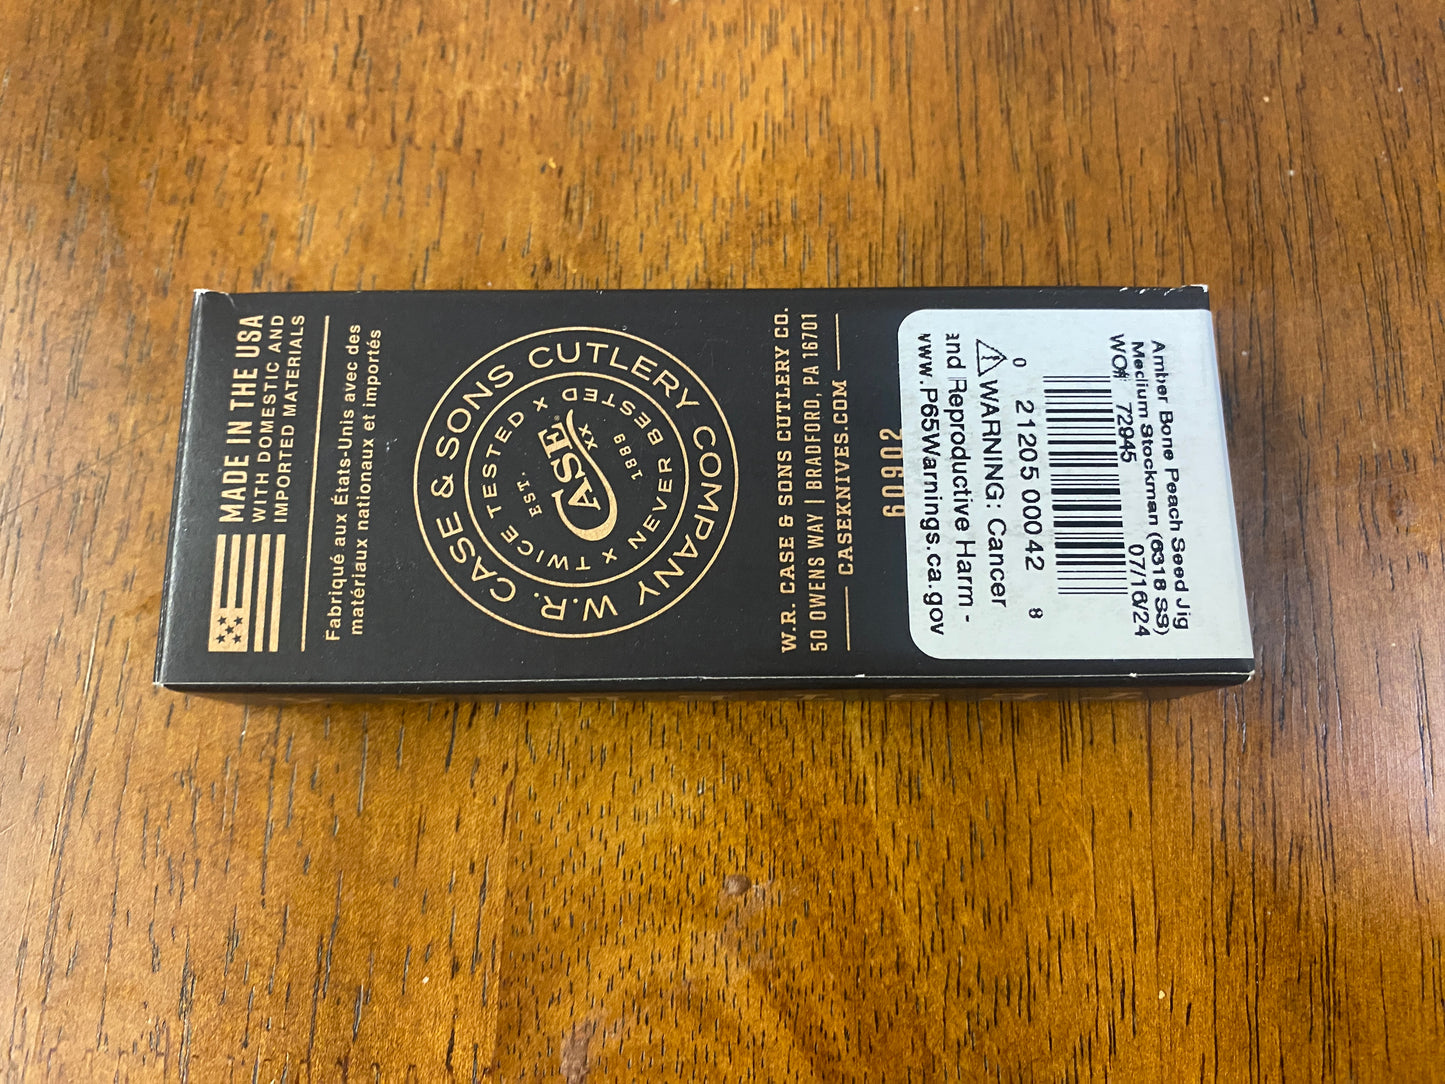 MADE IN THE USA
WITH DOMESTIC AND
IMPORTED MATERIALS
Fabriqué aux États-Unis avec des
matériaux nationaux et importés
W.R. CASE & SONS CUTLERY COMPANY
TWICE TESTED X NEVER BESTED X
EST.
CASE
XX
1889
W.R. CASE & SONS CUTLERY CO.
50 OWENS WAY | BRADFORD, PA 16701
CASEKNIVES.COM
60902
Amber Bone Peach Seed Jig
Medium Stockman (6318 SS)
WO# 72945 07/16/24
0 21205 00042 8
⚠WARNING: Cancer
and Reproductive Harm -
www.P65Warnings.ca.gov